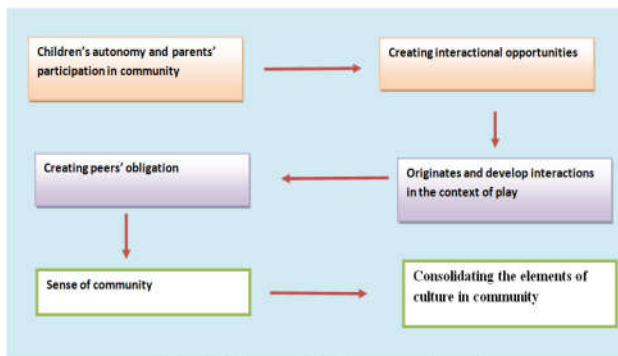 Children's autonomy and parents'
participation in community
Creating interactional opportunities
Originates and develop interactions
in the context of play
Creating peers' obligation
Sense of community
Consolidating the elements of
culture in community